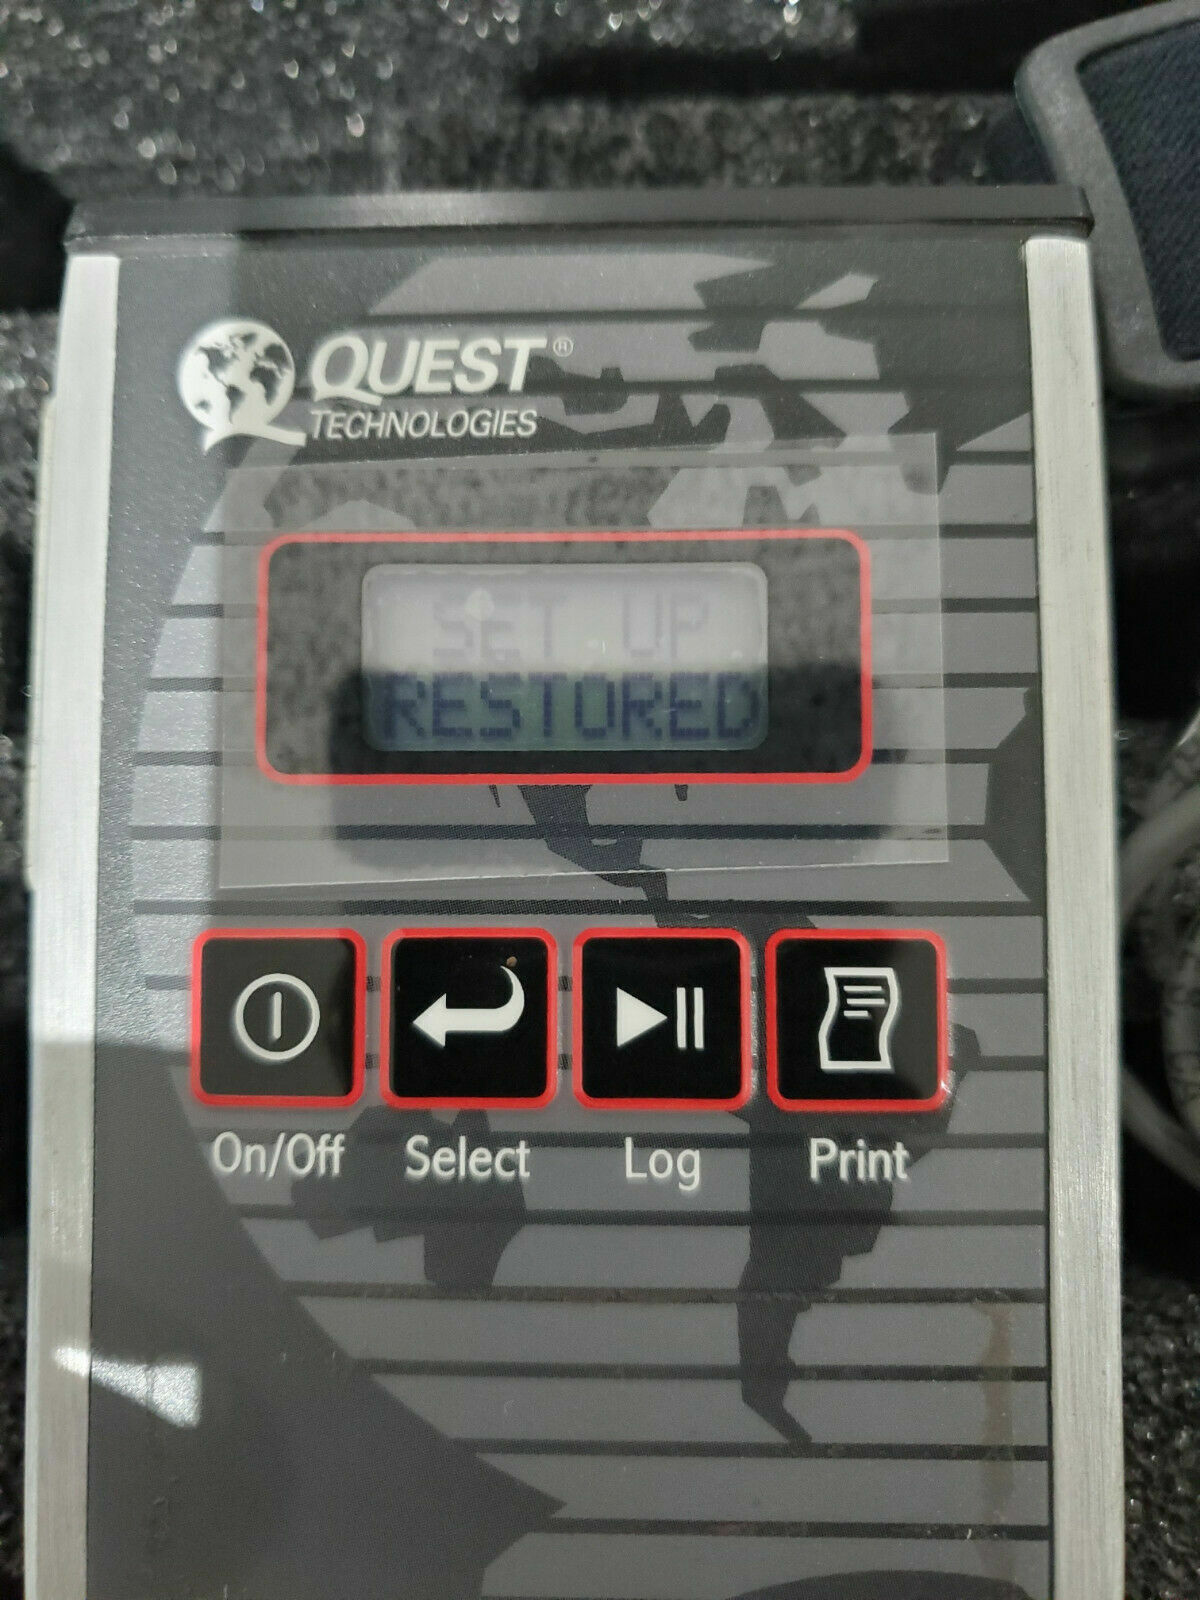 QUEST®
TECHNOLOGIES
SET UP
RESTORED
On/Off
Select
Log
Print